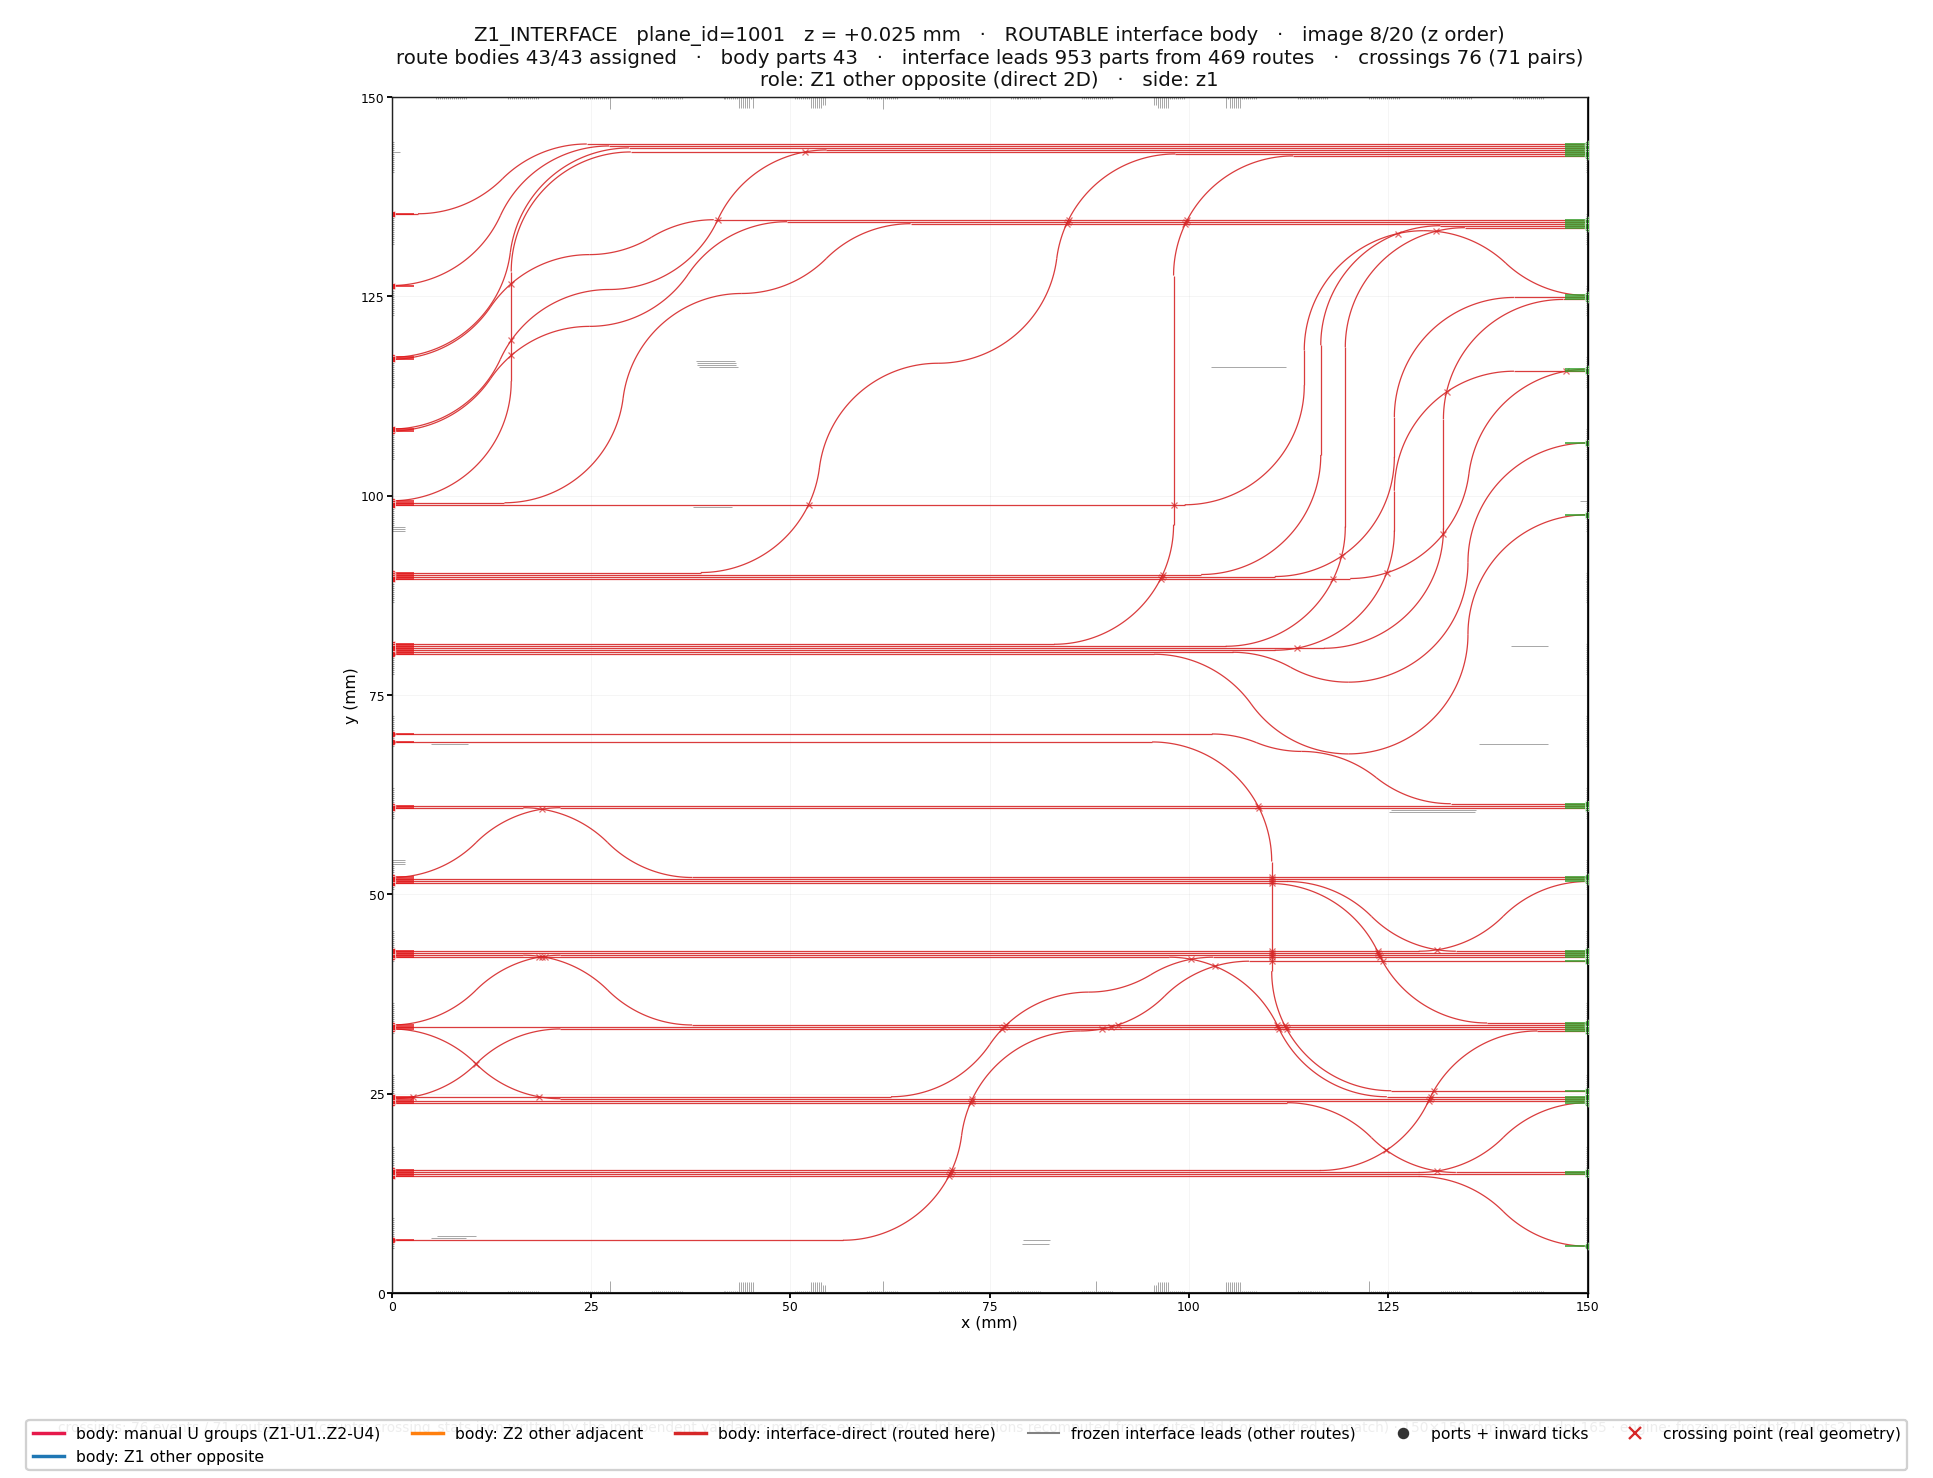 Z1_INTERFACE plane_id=1001 z = +0.025 mm · ROUTABLE interface body · image 8/20 (z order)
route bodies 43/43 assigned · body parts 43 · interface leads 953 parts from 469 routes · crossings 76 (71 pairs)
role: Z1 other opposite (direct 2D) · side: z1
150
125
100
75
50
25
0
y (mm)
0 25 50 75 100 125 150
x (mm)
body: manual U groups (Z1-U1..Z2-U4)
body: Z1 other opposite
body: Z2 other adjacent
body: interface-direct (routed here)
frozen interface leads (other routes)
ports + inward ticks
crossing point (real geometry)